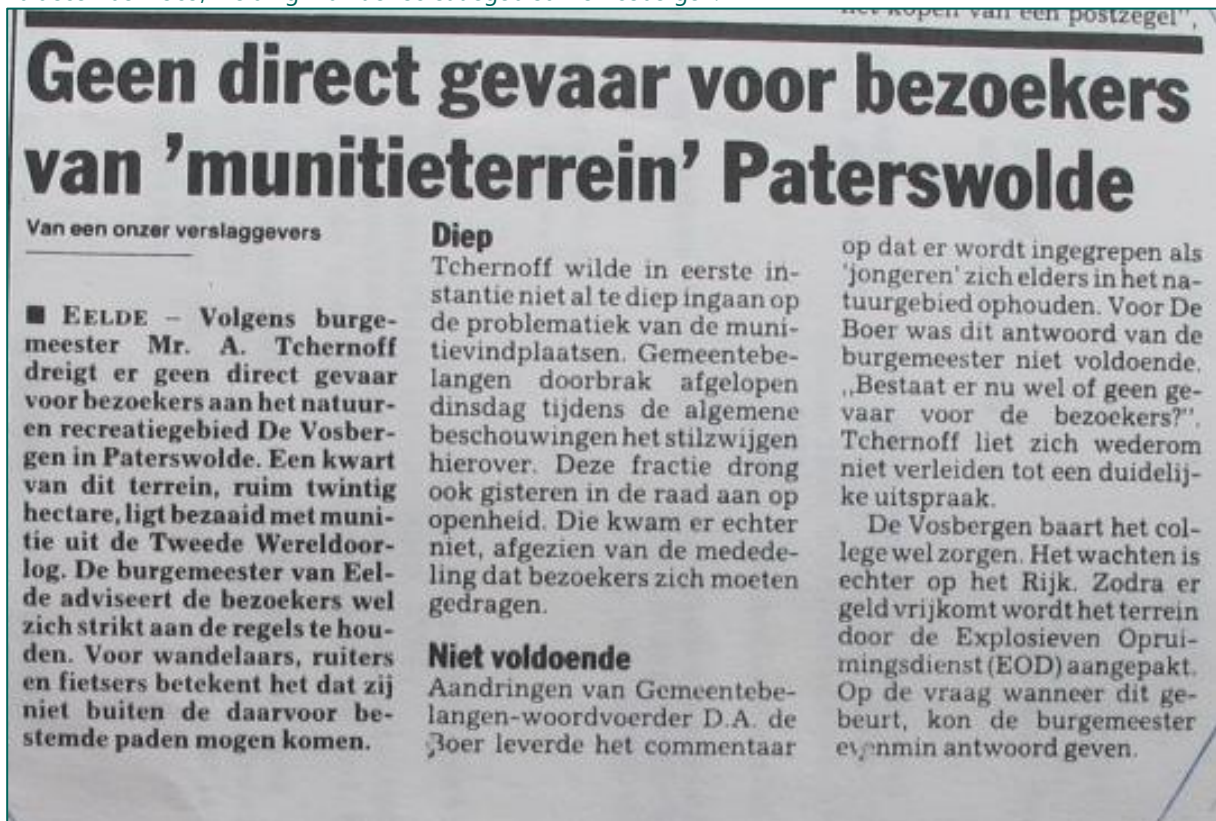 het kopen van een postzegel",
Geen direct gevaar voor bezoekers
van 'munitieterrein' Paterswolde
Van een onzer verslaggevers
■ EELDE – Volgens burge-
meester Mr. A. Tchernoff
dreigt er geen direct gevaar
voor bezoekers aan het natuur-
en recreatiegebied De Vosber-
gen in Paterswolde. Een kwart
van dit terrein, ruim twintig
hectare, ligt bezaaid met muni-
tie uit de Tweede Wereldoor-
log. De burgemeester van Eel-
de adviseert de bezoekers wel
zich strikt aan de regels te hou-
den. Voor wandelaars, ruiters
en fietsers betekent het dat zij
niet buiten de daarvoor be-
stemde paden mogen komen.
Diep
Tchernoff wilde in eerste in-
stantie niet al te diep ingaan op
de problematiek van de muni-
tievindplaatsen. Gemeentebe-
langen doorbrak afgelopen
dinsdag tijdens de algemene
beschouwingen het stilzwijgen
hierover. Deze fractie drong
ook gisteren in de raad aan op
openheid. Die kwam er echter
niet, afgezien van de mededе-
ling dat bezoekers zich moeten
gedragen.
Niet voldoende
Aandringen van Gemeentebe-
langen-woordvoerder D.A. de
Boer leverde het commentaar
op dat er wordt ingegrepen als
'jongeren' zich elders in het na-
tuurgebied ophouden. Voor De
Boer was dit antwoord van de
burgemeester niet voldoende.
„Bestaat er nu wel of geen ge-
vaar voor de bezoekers?".
Tchernoff liet zich wederom
niet verleiden tot een duidelij-
ke uitspraak.
De Vosbergen baart het col-
lege wel zorgen. Het wachten is
echter op het Rijk. Zodra er
geld vrijkomt wordt het terrein
door de Explosieven Oprui-
mingsdienst (EOD) aangepakt.
Op de vraag wanneer dit ge-
beurt, kon de burgemeester
evenmin antwoord geven.